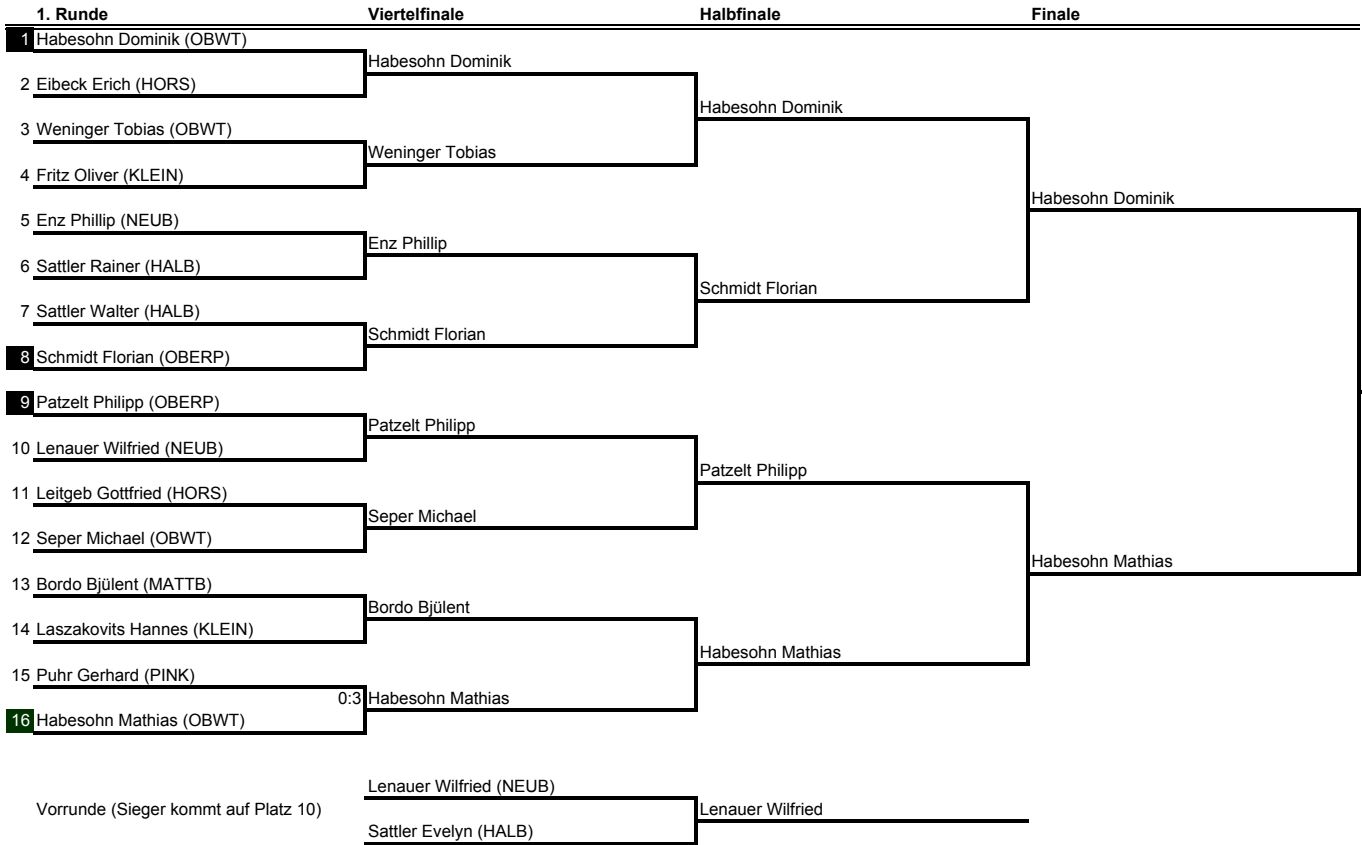 1. Runde Viertelfinale Halbfinale Finale
1 Habesohn Dominik (OBWT)
Habesohn Dominik
2 Eibeck Erich (HORS)
Habesohn Dominik
3 Weninger Tobias (OBWT)
Weninger Tobias
4 Fritz Oliver (KLEIN)
Habesohn Dominik
5 Enz Phillip (NEUB)
Enz Phillip
6 Sattler Rainer (HALB)
Schmidt Florian
7 Sattler Walter (HALB)
Schmidt Florian
8 Schmidt Florian (OBERP)
9 Patzelt Philipp (OBERP)
Patzelt Philipp
10 Lenauer Wilfried (NEUB)
Patzelt Philipp
11 Leitgeb Gottfried (HORS)
Seper Michael
12 Seper Michael (OBWT)
Habesohn Mathias
13 Bordo Bjülent (MATTB)
Bordo Bjülent
14 Laszakovits Hannes (KLEIN)
Habesohn Mathias
15 Puhr Gerhard (PINK)
0:3 Habesohn Mathias
16 Habesohn Mathias (OBWT)
Lenauer Wilfried (NEUB)
Vorrunde (Sieger kommt auf Platz 10) Lenauer Wilfried
Sattler Evelyn (HALB)